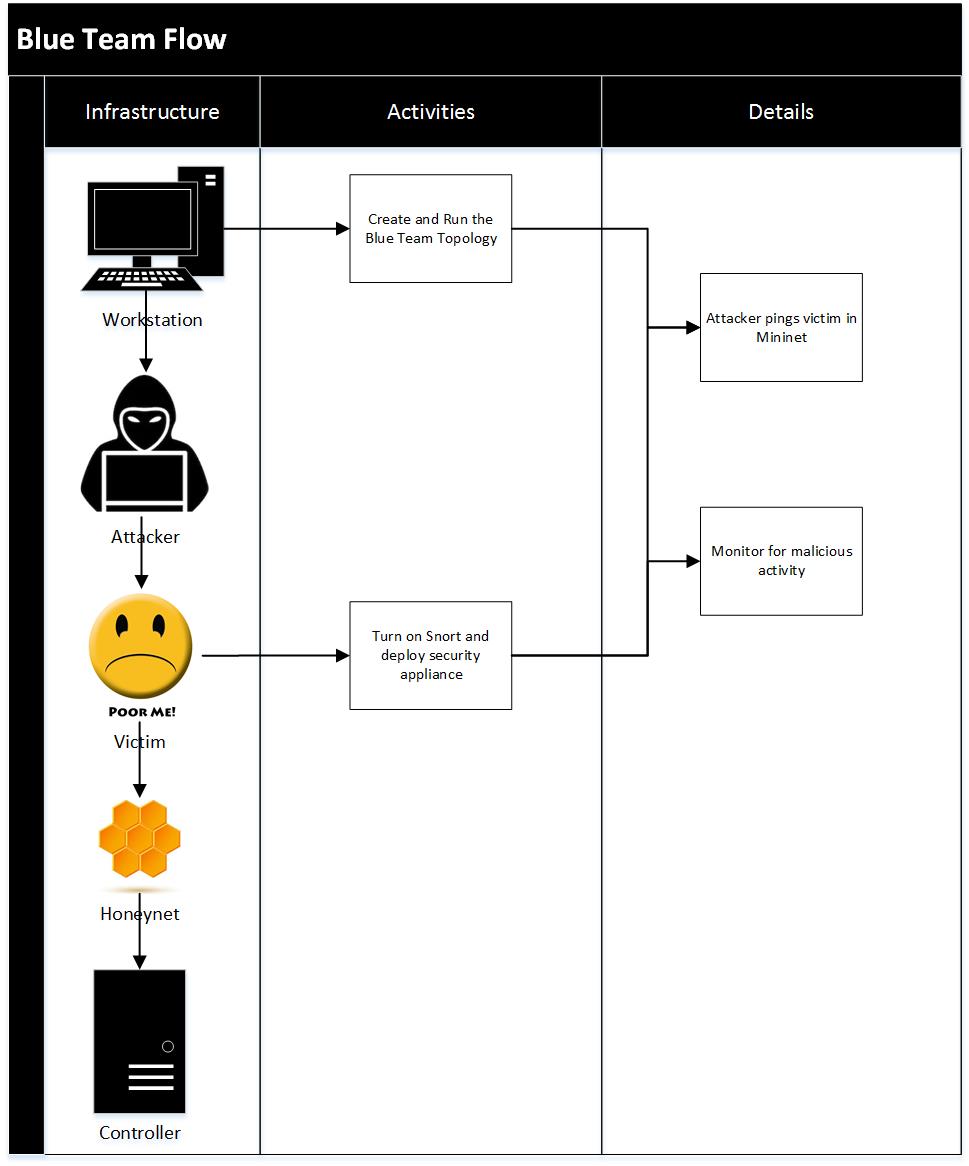 Blue Team Flow
Infrastructure
Activities
Details
Workstation
Create and Run the
Blue Team Topology
Attacker pings victim in
Mininet
Attacker
Monitor for malicious
activity
Turn on Snort and
deploy security
appliance
POOR ME!
Victim
Honeynet
Controller